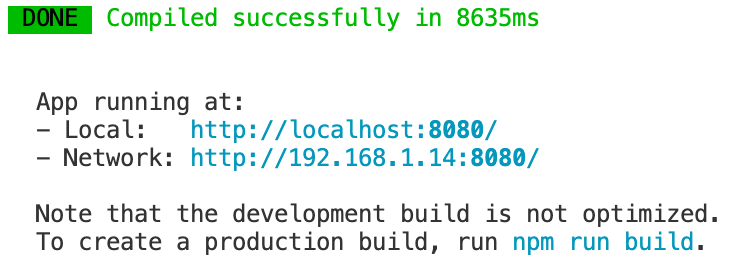 DONE Compiled successfully in 8635ms
App running at:
- Local: http://localhost:8080/
- Network: http://192.168.1.14:8080/
Note that the development build is not optimized.
To create a production build, run npm run build.